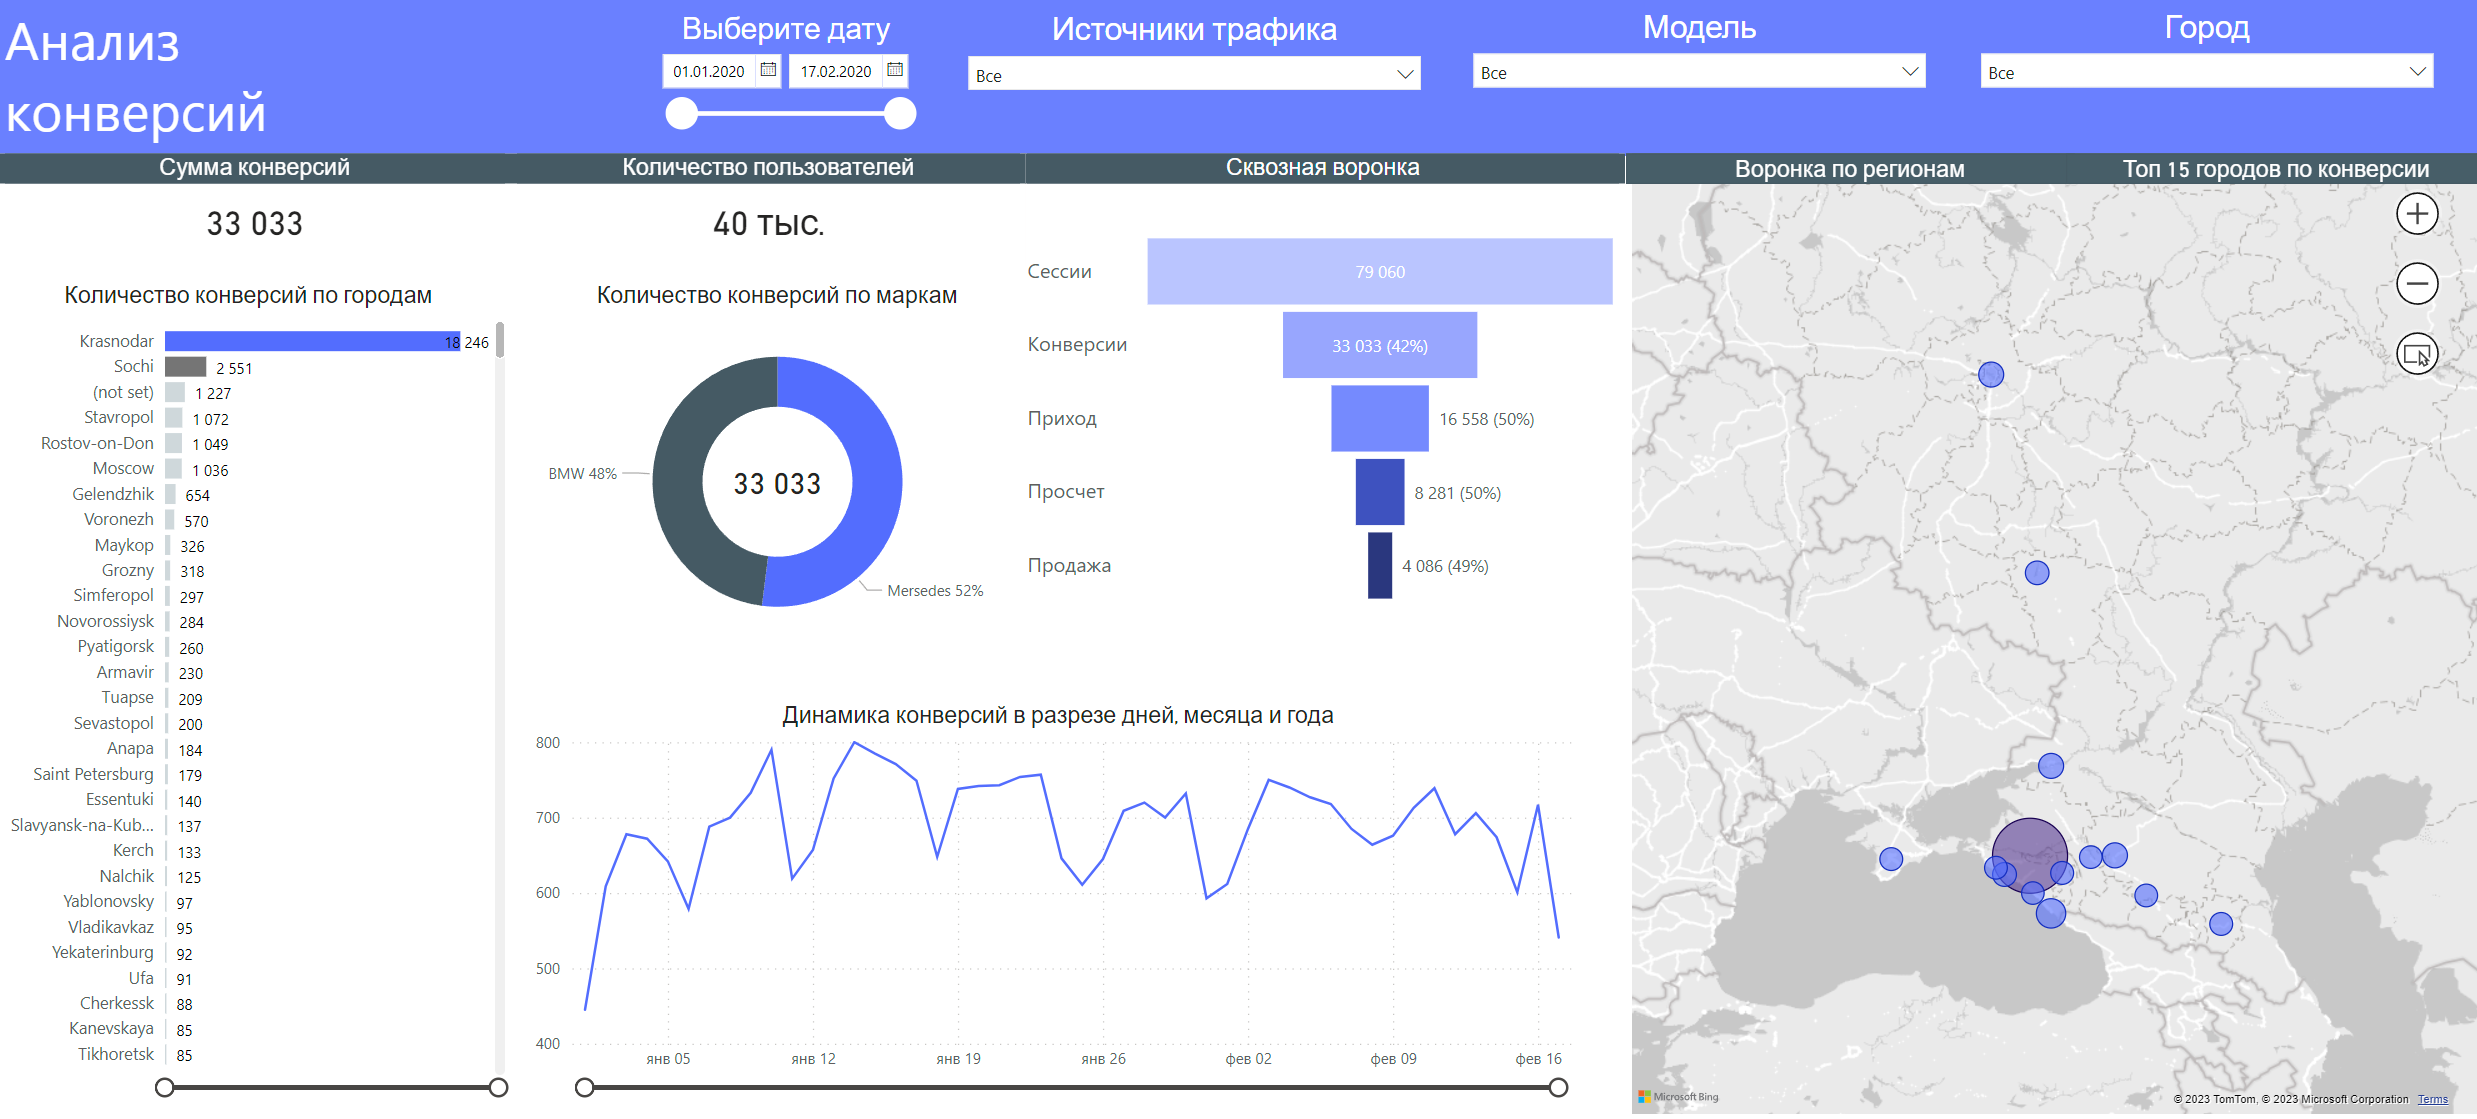 Анализ
конверсий
Выберите дату
01.01.2020
17.02.2020
Источники трафика
Все
Модель
Все
Город
Все
Сумма конверсий
Количество пользователей
Сквозная воронка
Воронка по регионам
Топ 15 городов по конверсии
33 033
40 тыс.
Количество конверсий по городам
Krasnodar 18 246
Sochi 2 551
(not set) 1 227
Stavropol 1 072
Rostov-on-Don 1 049
Moscow 1 036
Gelendzhik 654
Voronezh 570
Maykop 326
Grozny 318
Simferopol 297
Novorossiysk 284
Pyatigorsk 260
Armavir 230
Tuapse 209
Sevastopol 200
Anapa 184
Saint Petersburg 179
Essentuki 140
Slavyansk-na-Kub... 137
Kerch 133
Nalchik 125
Yablonovsky 97
Vladikavkaz 95
Yekaterinburg 92
Ufa 91
Cherkessk 88
Kanevskaya 85
Tikhoretsk 85
Количество конверсий по маркам
BMW 48%
33 033
Mersedes 52%
Сессии 79 060
Конверсии 33 033 (42%)
Приход 16 558 (50%)
Просчет 8 281 (50%)
Продажа 4 086 (49%)
Динамика конверсий в разрезе дней, месяца и года
800
700
600
500
400
янв 05 янв 12 янв 19 янв 26 фев 02 фев 09 фев 16
Microsoft Bing
© 2023 TomTom, © 2023 Microsoft Corporation Terms